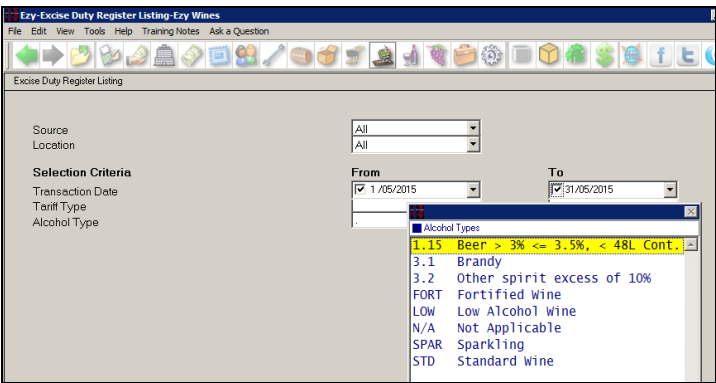 Ezy-Excise Duty Register Listing-Ezy Wines
File Edit View Tools Help Training Notes Ask a Question
Excise Duty Register Listing
Source All
Location All
Selection Criteria From To
Transaction Date 1 /05/2015 31/05/2015
Tariff Type
Alcohol Type .
Alcohol Types
1.15 Beer > 3% <= 3.5%, < 48L Cont.
3.1 Brandy
3.2 Other spirit excess of 10%
FORT Fortified Wine
LOW Low Alcohol Wine
N/A Not Applicable
SPAR Sparkling
STD Standard Wine